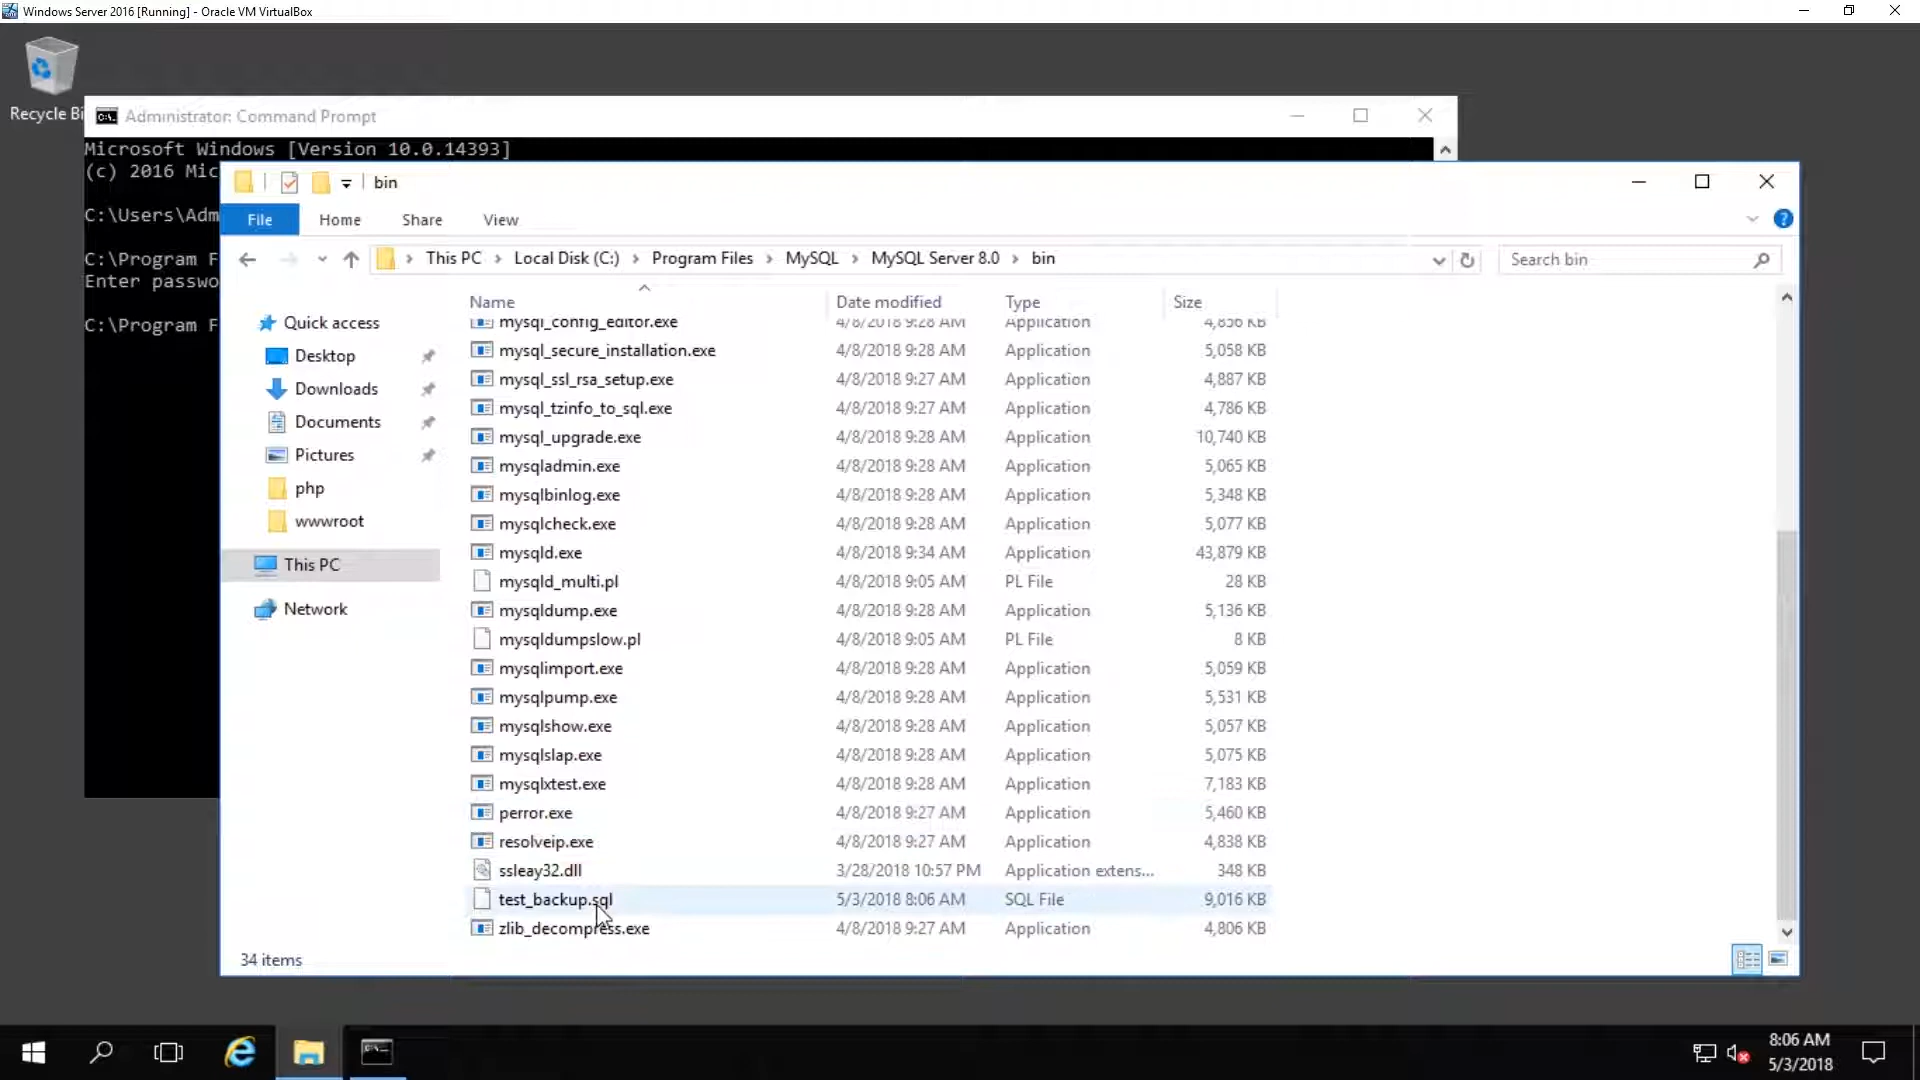 Windows Server 2016 [Running] - Oracle VM VirtualBox
Recycle Bi
Administrator: Command Prompt
Microsoft Windows [Version 10.0.14393]
(c) 2016 Mic
C:\Users\Adm
C:\Program F
Enter passwo
C:\Program F
bin
File Home Share View
This PC Local Disk (C:) Program Files MySQL MySQL Server 8.0 bin
Search bin
Quick access
Desktop
Downloads
Documents
Pictures
php
wwwroot
This PC
Network
Name Date modified Type Size
mysql_config_editor.exe 4/8/2018 9:28 AM Application 4,856 KB
mysql_secure_installation.exe 4/8/2018 9:28 AM Application 5,058 KB
mysql_ssl_rsa_setup.exe 4/8/2018 9:27 AM Application 4,887 KB
mysql_tzinfo_to_sql.exe 4/8/2018 9:27 AM Application 4,786 KB
mysql_upgrade.exe 4/8/2018 9:28 AM Application 10,740 KB
mysqladmin.exe 4/8/2018 9:28 AM Application 5,065 KB
mysqlbinlog.exe 4/8/2018 9:28 AM Application 5,348 KB
mysqlcheck.exe 4/8/2018 9:28 AM Application 5,077 KB
mysqld.exe 4/8/2018 9:34 AM Application 43,879 KB
mysqld_multi.pl 4/8/2018 9:05 AM PL File 28 KB
mysqldump.exe 4/8/2018 9:28 AM Application 5,136 KB
mysqldumpslow.pl 4/8/2018 9:05 AM PL File 8 KB
mysqlimport.exe 4/8/2018 9:28 AM Application 5,059 KB
mysqlpump.exe 4/8/2018 9:28 AM Application 5,531 KB
mysqlshow.exe 4/8/2018 9:28 AM Application 5,057 KB
mysqlslap.exe 4/8/2018 9:28 AM Application 5,075 KB
mysqlxtest.exe 4/8/2018 9:28 AM Application 7,183 KB
perror.exe 4/8/2018 9:27 AM Application 5,460 KB
resolveip.exe 4/8/2018 9:27 AM Application 4,838 KB
ssleay32.dll 3/28/2018 10:57 PM Application extens... 348 KB
test_backup.sql 5/3/2018 8:06 AM SQL File 9,016 KB
zlib_decompress.exe 4/8/2018 9:27 AM Application 4,806 KB
34 items
8:06 AM
5/3/2018